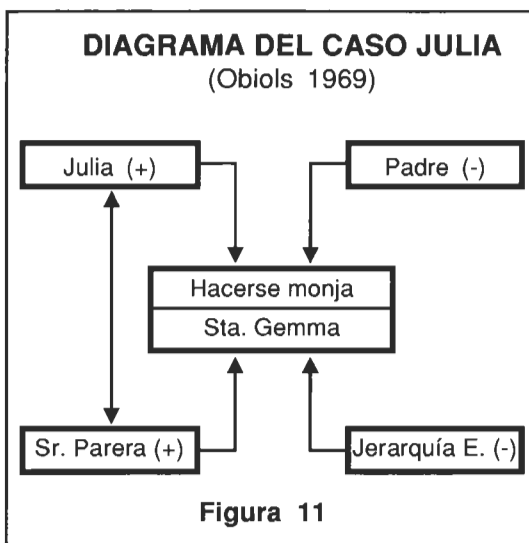 DIAGRAMA DEL CASO JULIA
(Obiols 1969)
Julia (+)
Padre (-)
Hacerse monja
Sta. Gemma
Sr. Parera (+)
Jerarquía E. (-)
Figura 11